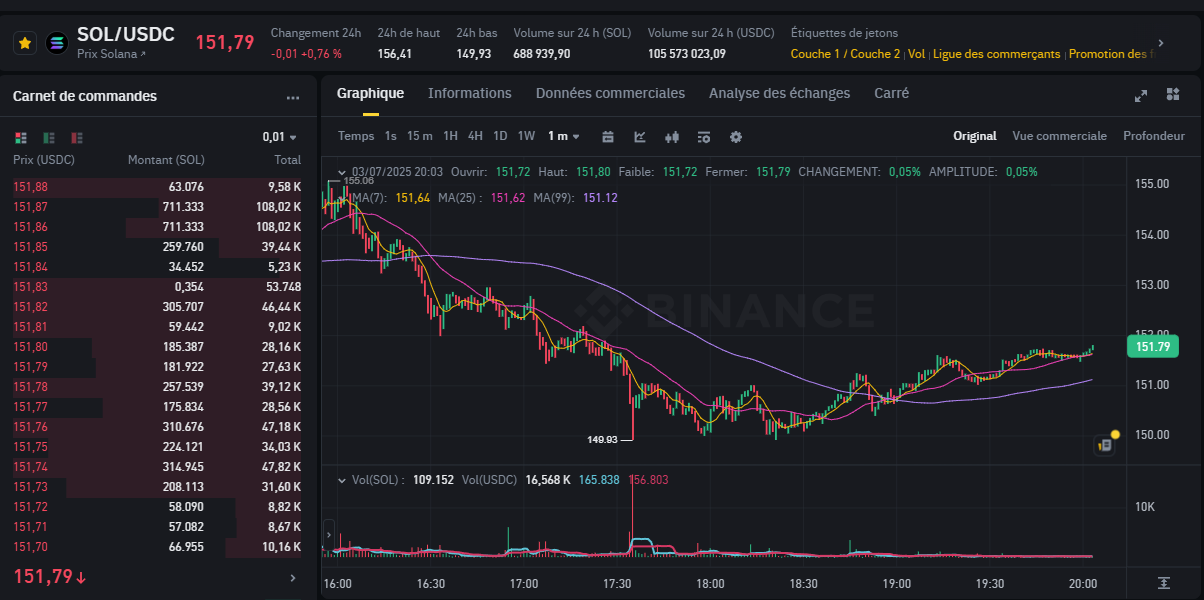 SOL/USDC
Prix Solana
151,79
Changement 24h
-0,01 +0,76 %
24h de haut
156,41
24h bas
149,93
Volume sur 24 h (SOL)
688 939,90
Volume sur 24 h (USDC)
105 573 023,09
Étiquettes de jetons
Couche 1 / Couche 2 | Vol | Ligue des commerçants | Promotion des
Carnet de commandes
0,01
Prix (USDC) Montant (SOL) Total
151,88 63.076 9,58 K
151,87 711.333 108,02 K
151,86 711.333 108,02 K
151,85 259.760 39,44 K
151,84 34.452 5,23 K
151,83 0,354 53.748
151,82 305.707 46,44 K
151,81 59.442 9,02 K
151,80 185.387 28,16 K
151,79 181.922 27,63 K
151,78 257.539 39,12 K
151,77 175.834 28,56 K
151,76 310.676 47,18 K
151,75 224.121 34,03 K
151,74 314.945 47,82 K
151,73 208.113 31,60 K
151,72 58.090 8,82 K
151,71 57.082 8,67 K
151,70 66.955 10,16 K
151,79↓
Graphique Informations Données commerciales Analyse des échanges Carré
Temps 1s 15 m 1H 4H 1D 1W 1 m
Original Vue commerciale Profondeur
03/07/2025 20:03 Ouvrir: 151,72 Haut: 151,80 Faible: 151,72 Fermer: 151,79 CHANGEMENT: 0,05% AMPLITUDE: 0,05%
155.06
MA(7): 151,64 MA(25) : 151,62 MA(99): 151.12
BINANCE
149.93
155.00
154.00
153.00
152.00
151.79
151.00
150.00
Vol(SOL) : 109.152 Vol(USDC) 16,568 K 165.838 156.803
10K
16:00 16:30 17:00 17:30 18:00 18:30 19:00 19:30 20:00